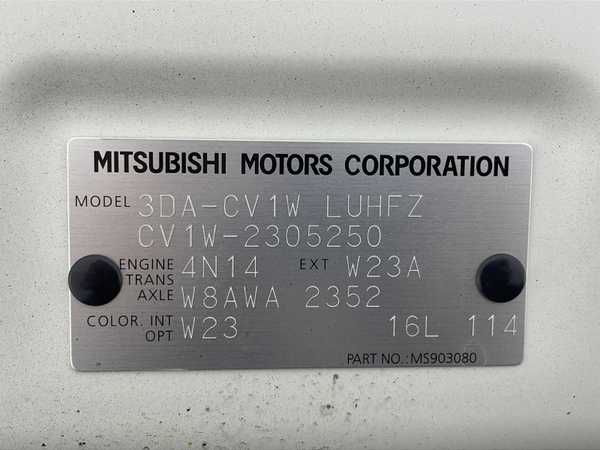 MITSUBISHI MOTORS CORPORATION
MODEL 3DA-CV1W LUHFZ
CV1W-2305250
ENGINE 4N14 EXT W23A
TRANS
AXLE W8AWA 2352
COLOR. INT W23 16L 114
OPT
PART NO.: MS903080